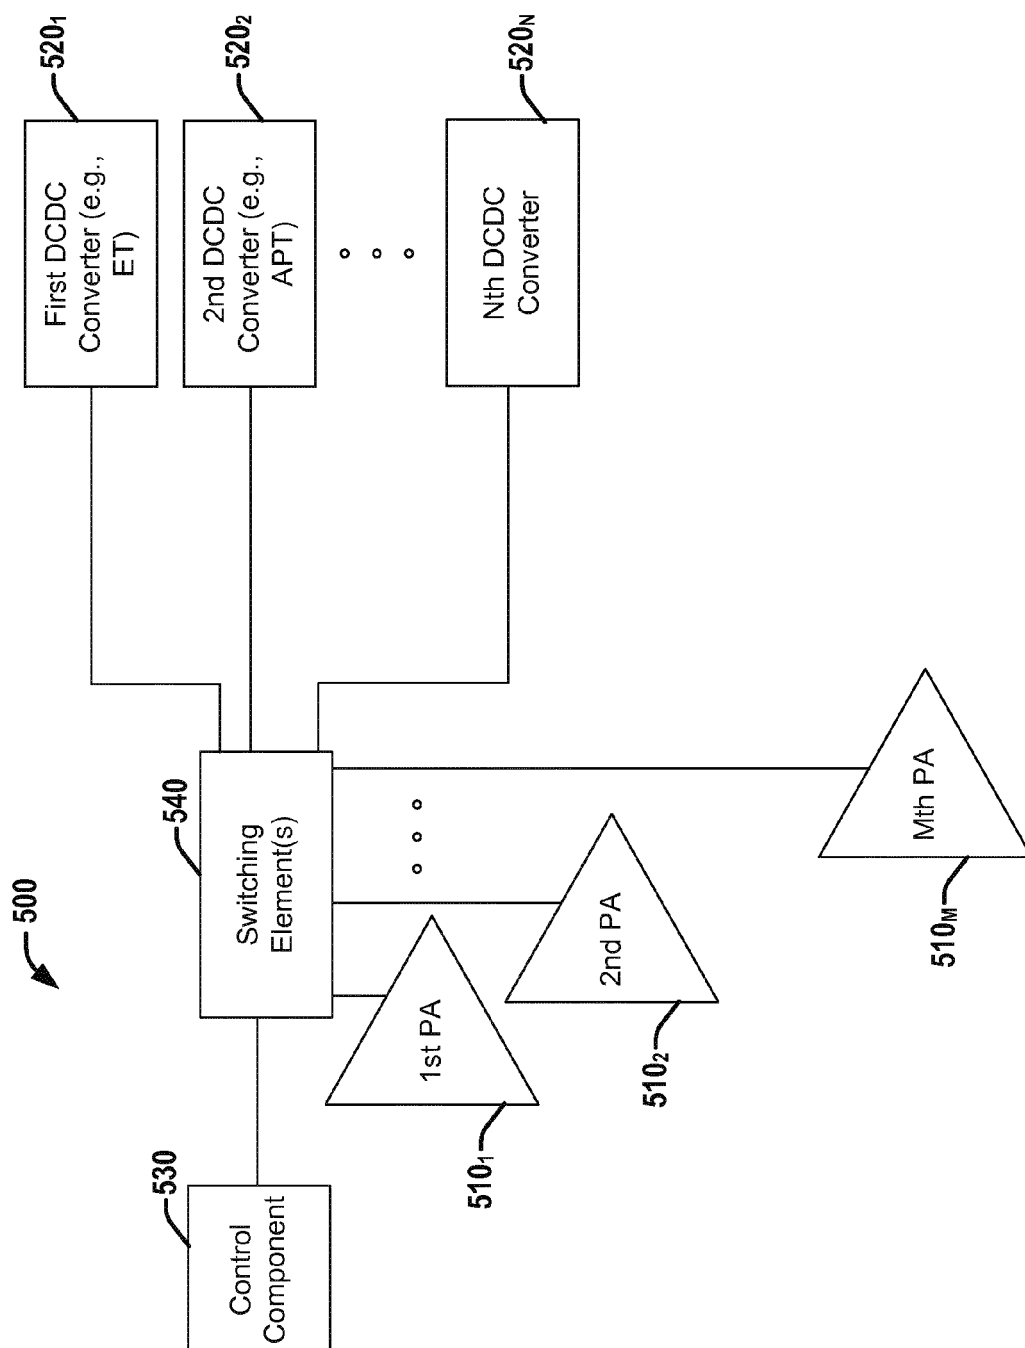 500
First DCDC
Converter (e.g.,
ET)
520₁
2nd DCDC
Converter (e.g.,
APT)
520₂
Nth DCDC
Converter
520ₙ
Switching
Element(s)
540
Control
Component
530
1st PA
510₁
2nd PA
510₂
Mth PA
510ₘ